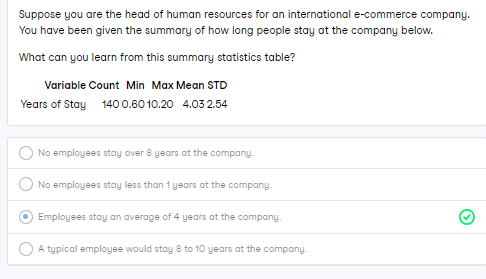 Suppose you are the head of human resources for an international e-commerce company.
You have been given the summary of how long people stay at the company below.
What can you learn from this summary statistics table?
Variable Count Min Max Mean STD
Years of Stay 140 0.60 10.20 4.03 2.54
No employees stay over 8 years at the company.
No employees stay less than 1 years at the company.
Employees stay an average of 4 years at the company.
A typical employee would stay 8 to 10 years at the company.